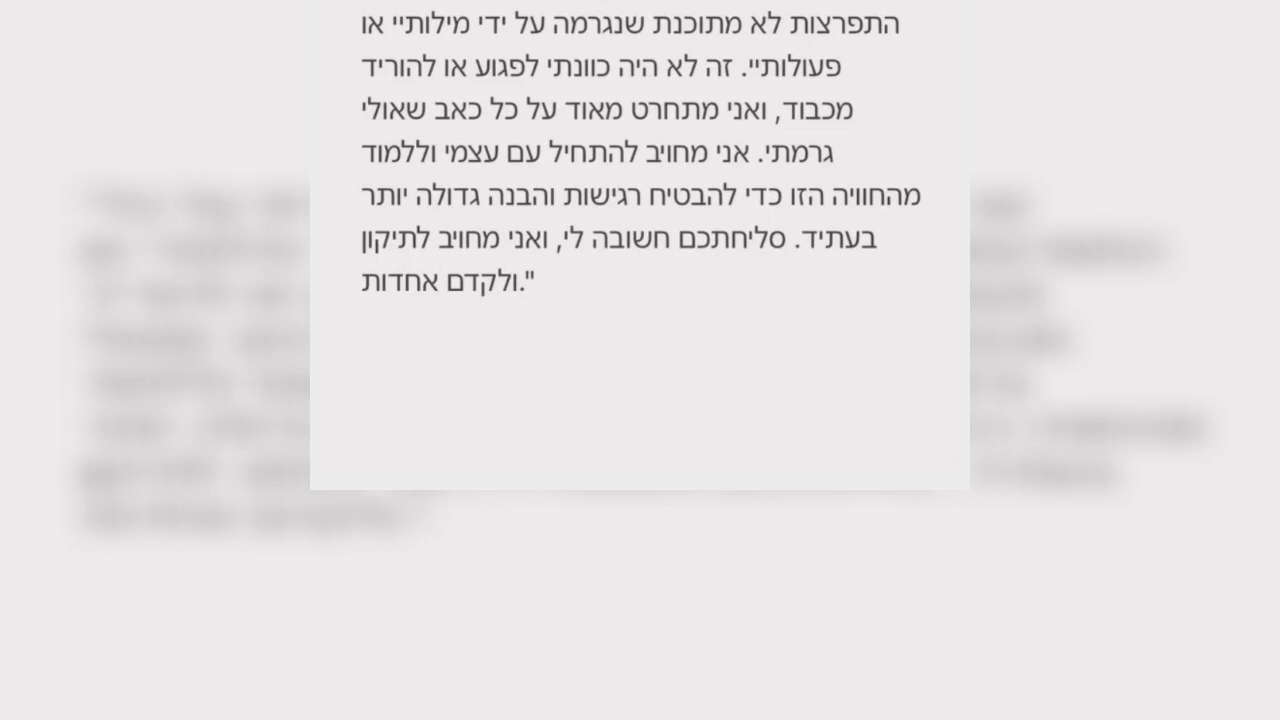 התפרצות לא מתוכנת שנגרמה על ידי מילותיי או
פעולותיי. זה לא היה כוונתי לפגוע או להוריד
מכבוד, ואני מתחרט מאוד על כל כאב שאולי
גרמתי. אני מחויב להתחיל עם עצמי וללמוד
מהחוויה הזו כדי להבטיח רגישות והבנה גדולה יותר
בעתיד. סליחתכם חשובה לי, ואני מחויב לתיקון
ולקדם אחדות."